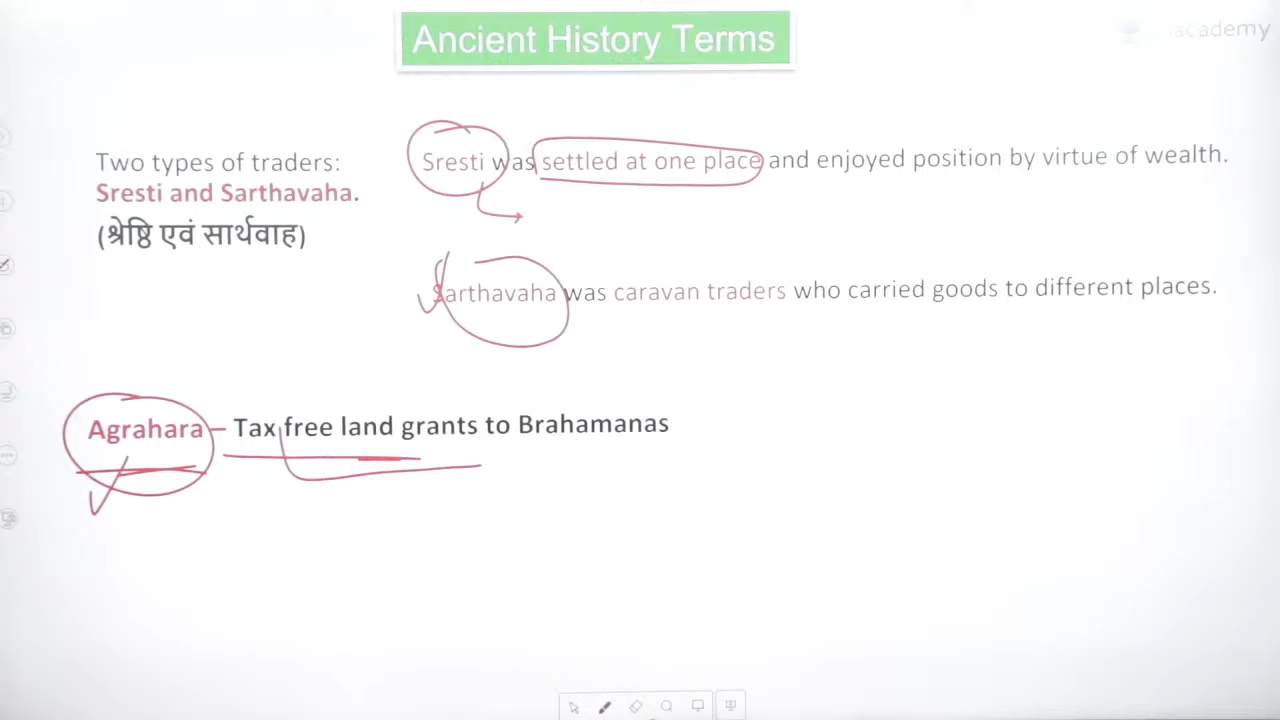 Ancient History Terms
academy
Two types of traders:
Sresti and Sarthavaha.
(श्रेष्ठि एवं सार्थवाह)
Sresti was settled at one place and enjoyed position by virtue of wealth.
Sarthavaha was caravan traders who carried goods to different places.
Agrahara – Tax free land grants to Brahamanas